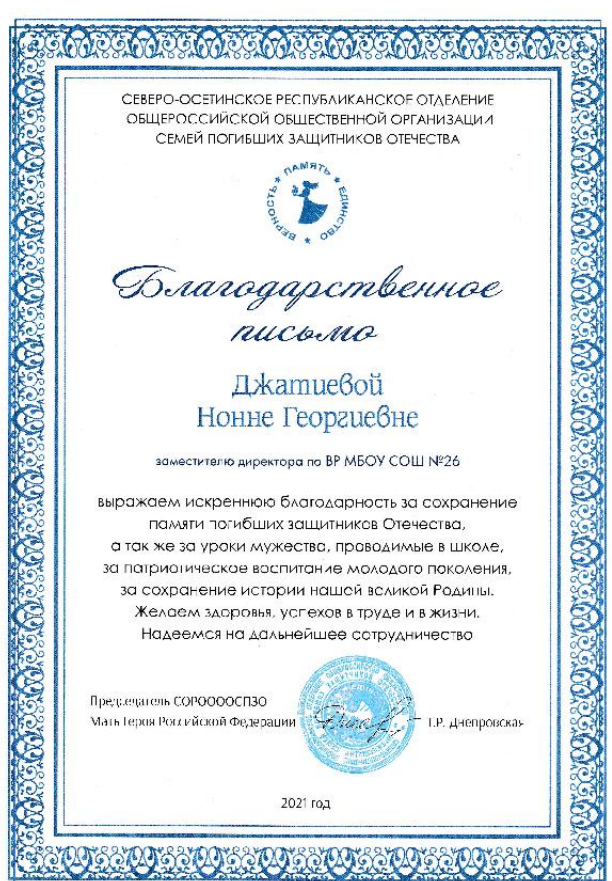 СЕВЕРО-ОСЕТИНСКОЕ РЕСПУБЛИКАНСКОЕ ОТДЕЛЕНИЕ
ОБЩЕРОССИЙСКОЙ ОБЩЕСТВЕННОЙ ОРГАНИЗАЦИИ
СЕМЕЙ ПОГИБШИХ ЗАЩИТНИКОВ ОТЕЧЕСТВА
ВЕРНОСТЬ ★ ПАМЯТЬ ★ ЕДИНСТВО ★
Благодарственное
письмо
Джатиевой
Нонне Георгиевне
заместителю директора по ВР МБОУ СОШ №26
выражаем искреннюю благодарность за сохранение
памяти погибших защитников Отечества,
а так же за уроки мужества, проводимые в школе,
за патриотическое воспитание молодого поколения,
за сохранение истории нашей великой Родины.
Желаем здоровья, успехов в труде и в жизни.
Надеемся на дальнейшее сотрудничество
Председатель СОРООООСПЗО
Мать Героя Российской Федерации
Т.Р. Днепровская
2021 год